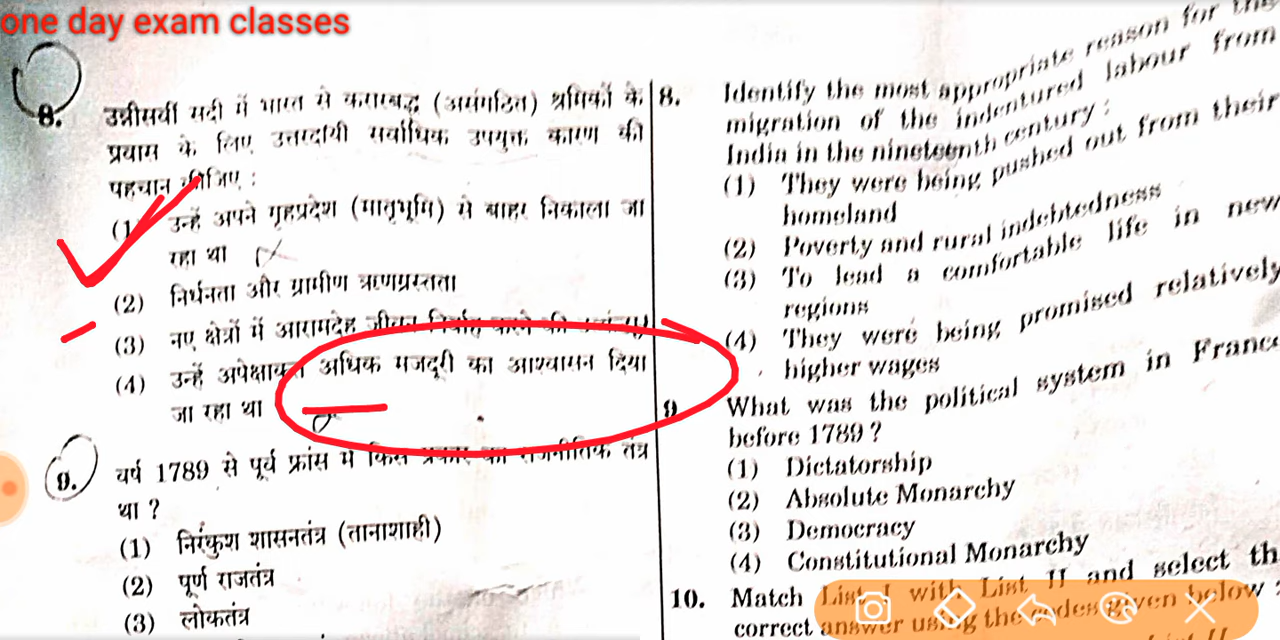 one day exam classes
8. उन्नीसवीं सदी में भारत से करारबद्ध (असंगठित) श्रमिकों के
प्रवास के लिए उत्तरदायी सर्वाधिक उपयुक्त कारण की
पहचान कीजिए :
(1) उन्हें अपने गृहप्रदेश (मातृभूमि) से बाहर निकाला जा
रहा था
(2) निर्धनता और ग्रामीण ऋणग्रस्तता
(3) नए क्षेत्रों में आरामदेह जीवन निर्वाह करने की
(4) उन्हें अपेक्षाकृत अधिक मजदूरी का आश्वासन दिया
जा रहा था
9. वर्ष 1789 से पूर्व फ्रांस में किस प्रकार का राजनीतिक तंत्र
था ?
(1) निरंकुश शासनतंत्र (तानाशाही)
(2) पूर्ण राजतंत्र
(3) लोकतंत्र
8. Identify the most appropriate reason for the
migration of the indentured labour from
India in the nineteenth century :
(1) They were being pushed out from their
homeland
(2) Poverty and rural indebtedness
(3) To lead a comfortable life in new
regions
(4) They were being promised relatively
higher wages
9 What was the political system in France
before 1789 ?
(1) Dictatorship
(2) Absolute Monarchy
(3) Democracy
(4) Constitutional Monarchy
10. Match List I with List II and select th
correct answer using the codes given below :